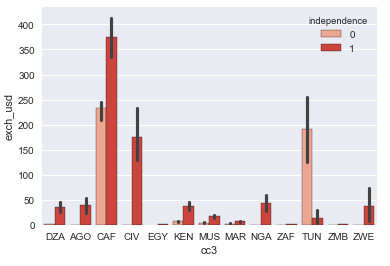 independence
0
1
400
350
300
250
200
150
100
50
0
exch_usd
DZA AGO CAF CIV EGY KEN MUS MAR NGA ZAF TUN ZMB ZWE
cc3